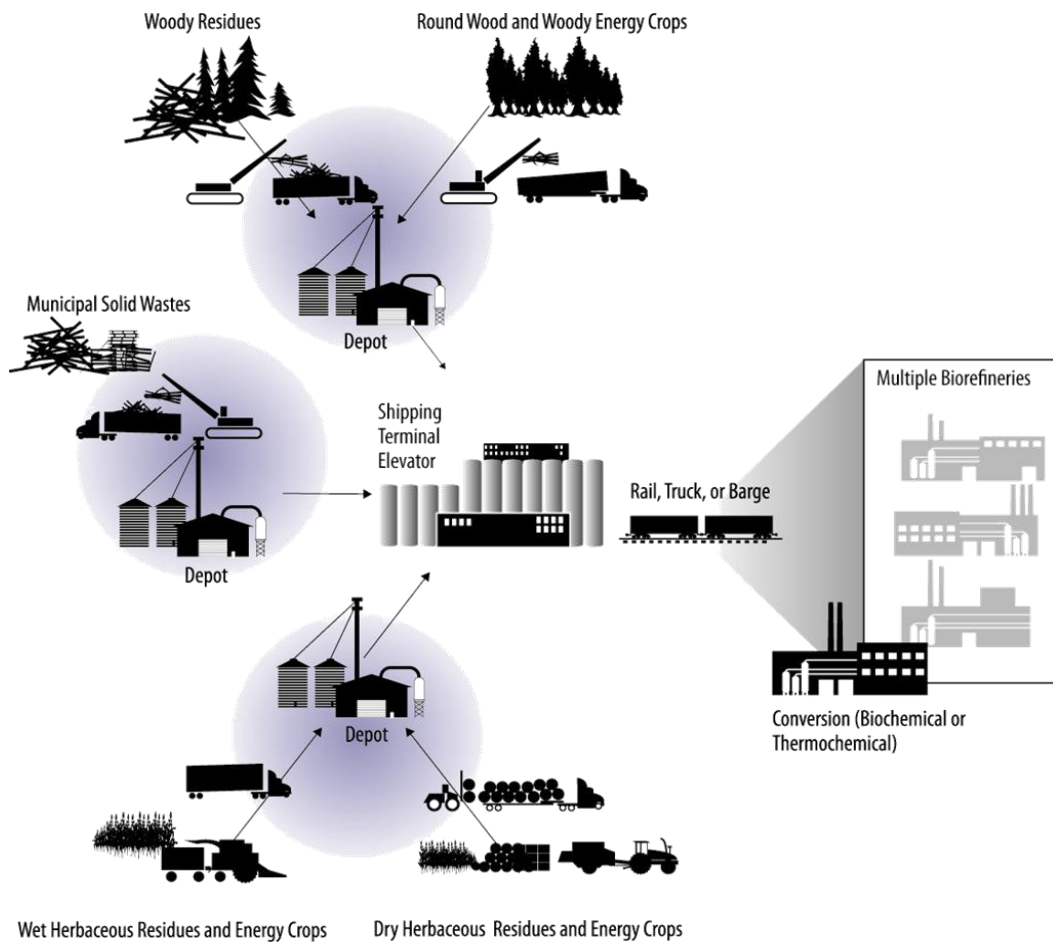 Woody Residues
Round Wood and Woody Energy Crops
Depot
Municipal Solid Wastes
Depot
Shipping
Terminal
Elevator
Rail, Truck, or Barge
Multiple Biorefineries
Conversion (Biochemical or
Thermochemical)
Depot
Wet Herbaceous Residues and Energy Crops
Dry Herbaceous Residues and Energy Crops